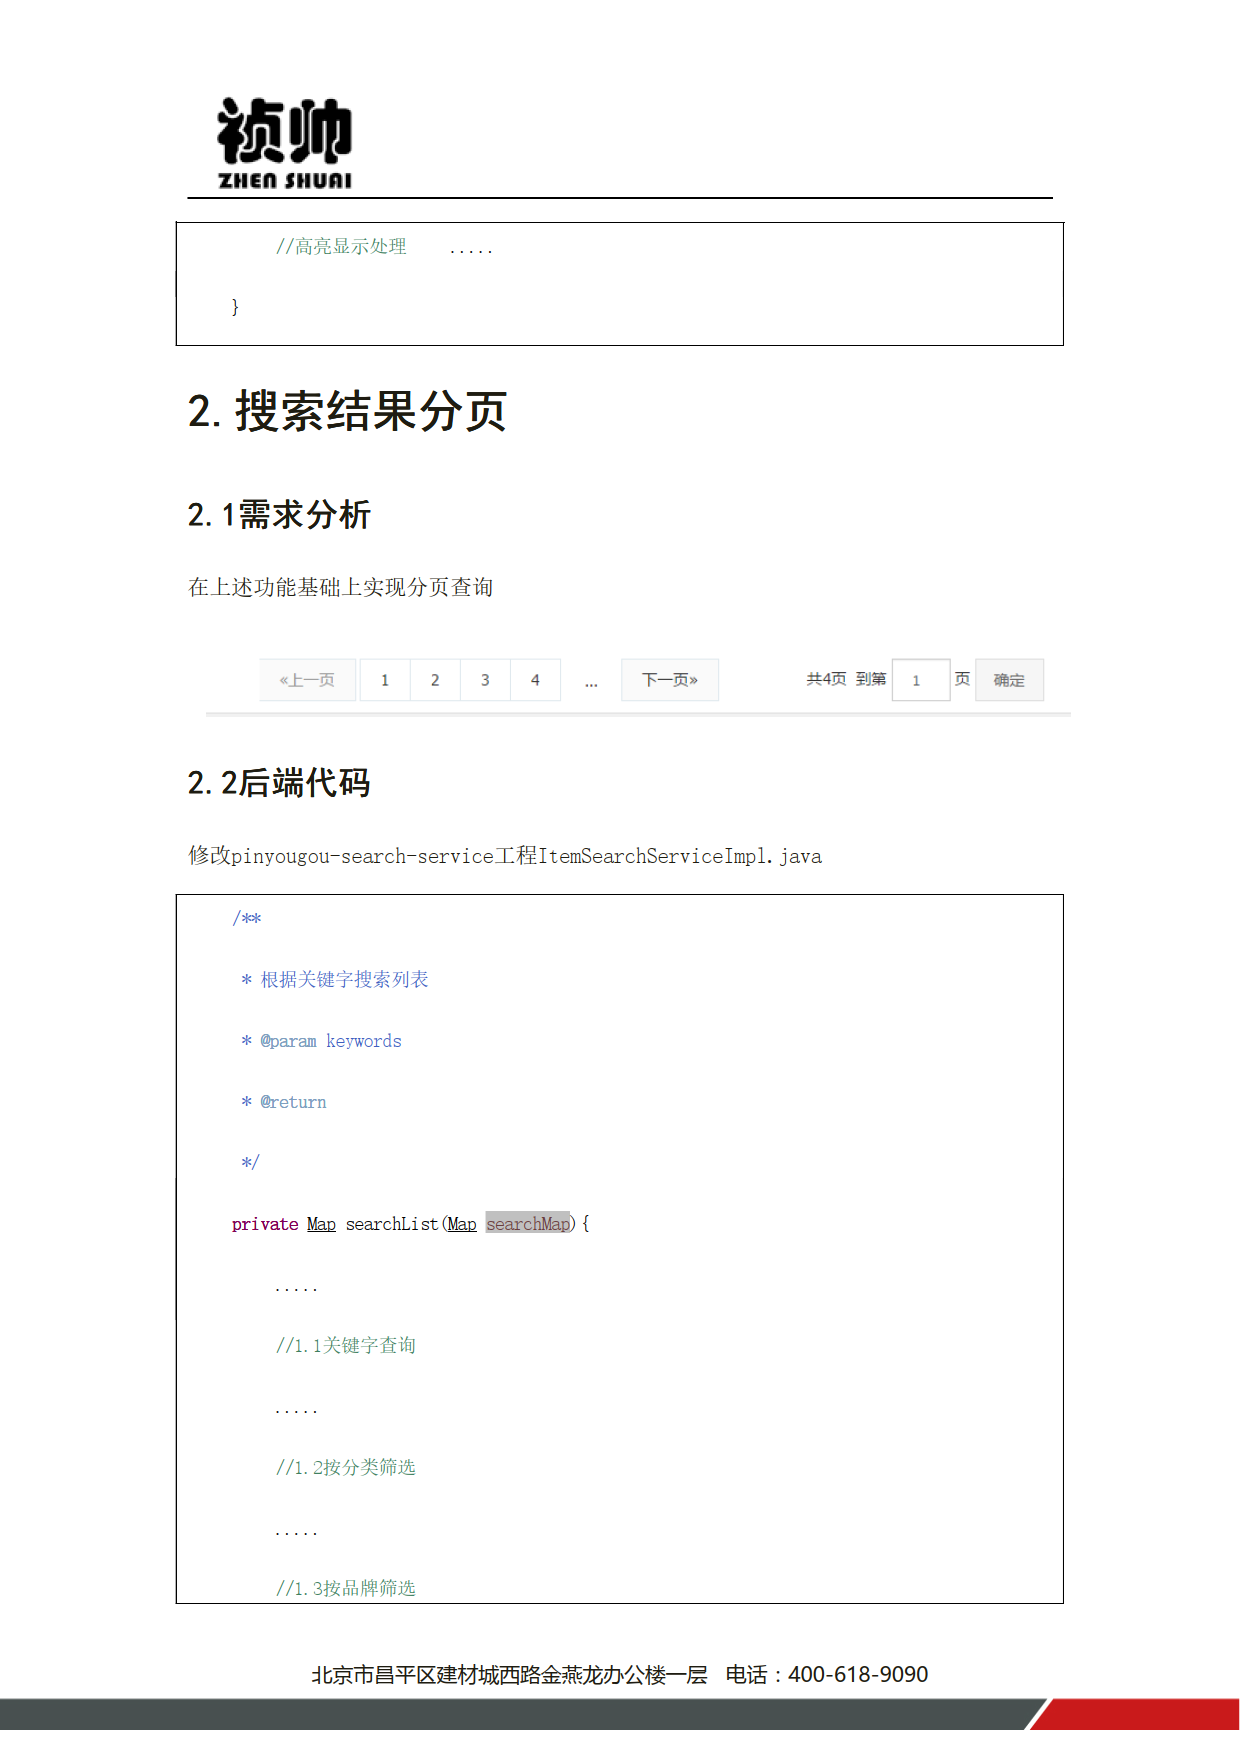 祯帅
ZHEN SHUAI
//高亮显示处理 .....
}
2.搜索结果分页
2.1需求分析
在上述功能基础上实现分页查询
«上一页 1 2 3 4 ... 下一页» 共4页 到第 1 页 确定
2.2后端代码
修改pinyougou-search-service工程ItemSearchServiceImpl.java
/**
* 根据关键字搜索列表
* @param keywords
* @return
*/
private Map searchList(Map searchMap){
.....
//1.1关键字查询
.....
//1.2按分类筛选
.....
//1.3按品牌筛选
北京市昌平区建材城西路金燕龙办公楼一层 电话：400-618-9090